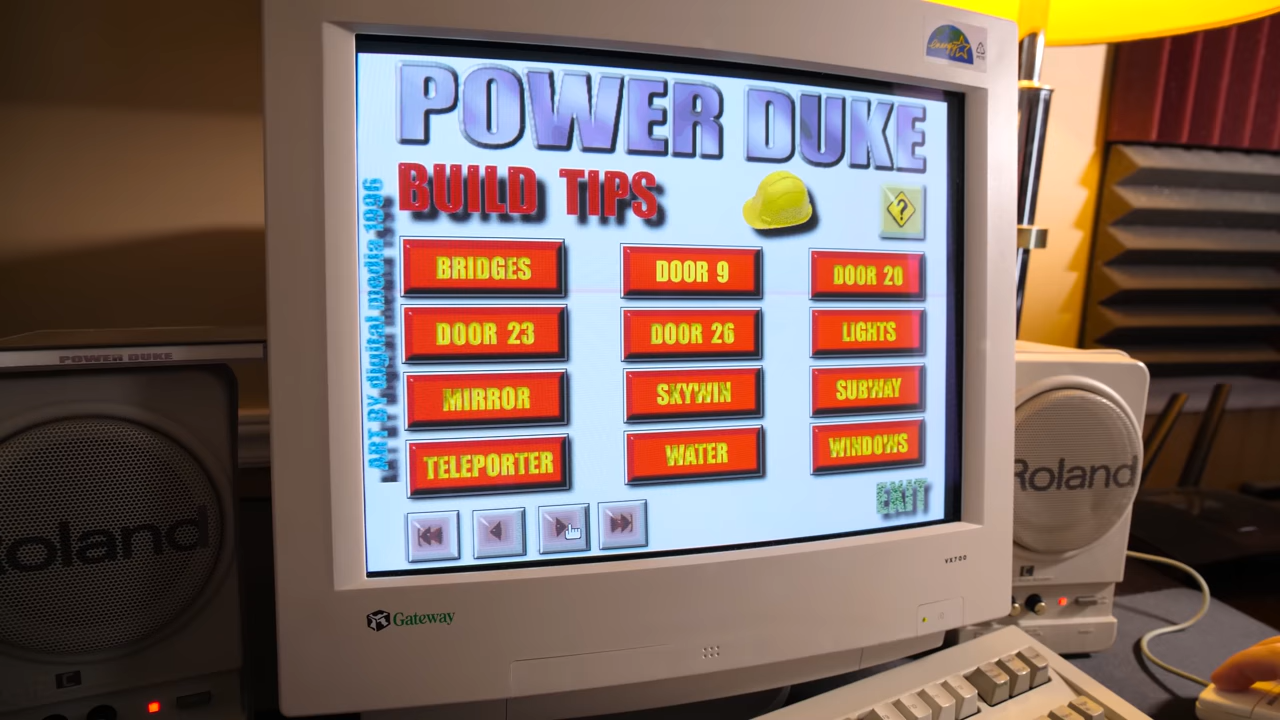 POWER DUKE
BUILD TIPS
?
ART BY digital media 1996
BRIDGES
DOOR 9
DOOR 20
DOOR 23
DOOR 26
LIGHTS
MIRROR
SKYWIN
SUBWAY
TELEPORTER
WATER
WINDOWS
EXIT
POWER DUKE
Roland
Roland
Gateway
VX700
Energy